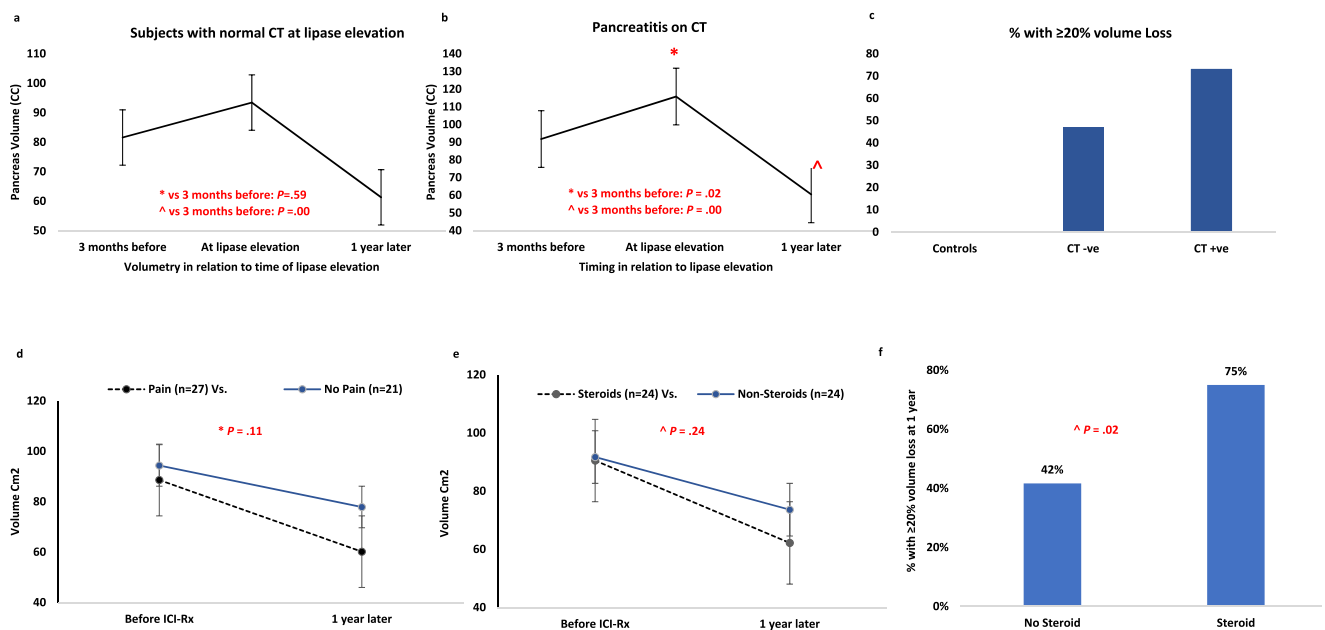 a
Subjects with normal CT at lipase elevation
Pancreas Volume (CC)
110
100
90
80
70
60
50
* vs 3 months before: P=.59
^ vs 3 months before: P =.00
3 months before
At lipase elevation
1 year later
Volumetry in relation to time of lipase elevation
b
Pancreatitis on CT
Pancreas Voulme (CC)
140
130
120
110
100
90
80
70
60
50
40
*
^
* vs 3 months before: P = .02
^ vs 3 months before: P = .00
3 months before
At lipase elevation
1 year later
Timing in relation to lipase elevation
c
% with ≥20% volume Loss
80
70
60
50
40
30
20
10
0
Controls
CT -ve
CT +ve
d
Pain (n=27) Vs.
No Pain (n=21)
Volume Cm2
120
100
80
60
40
* P = .11
Before ICI-Rx
1 year later
e
Steroids (n=24) Vs.
Non-Steroids (n=24)
Volume Cm2
120
100
80
60
40
^ P = .24
Before ICI-Rx
1 year later
f
% with ≥20% volume loss at 1 year
80%
60%
40%
20%
0%
^ P = .02
42%
75%
No Steroid
Steroid